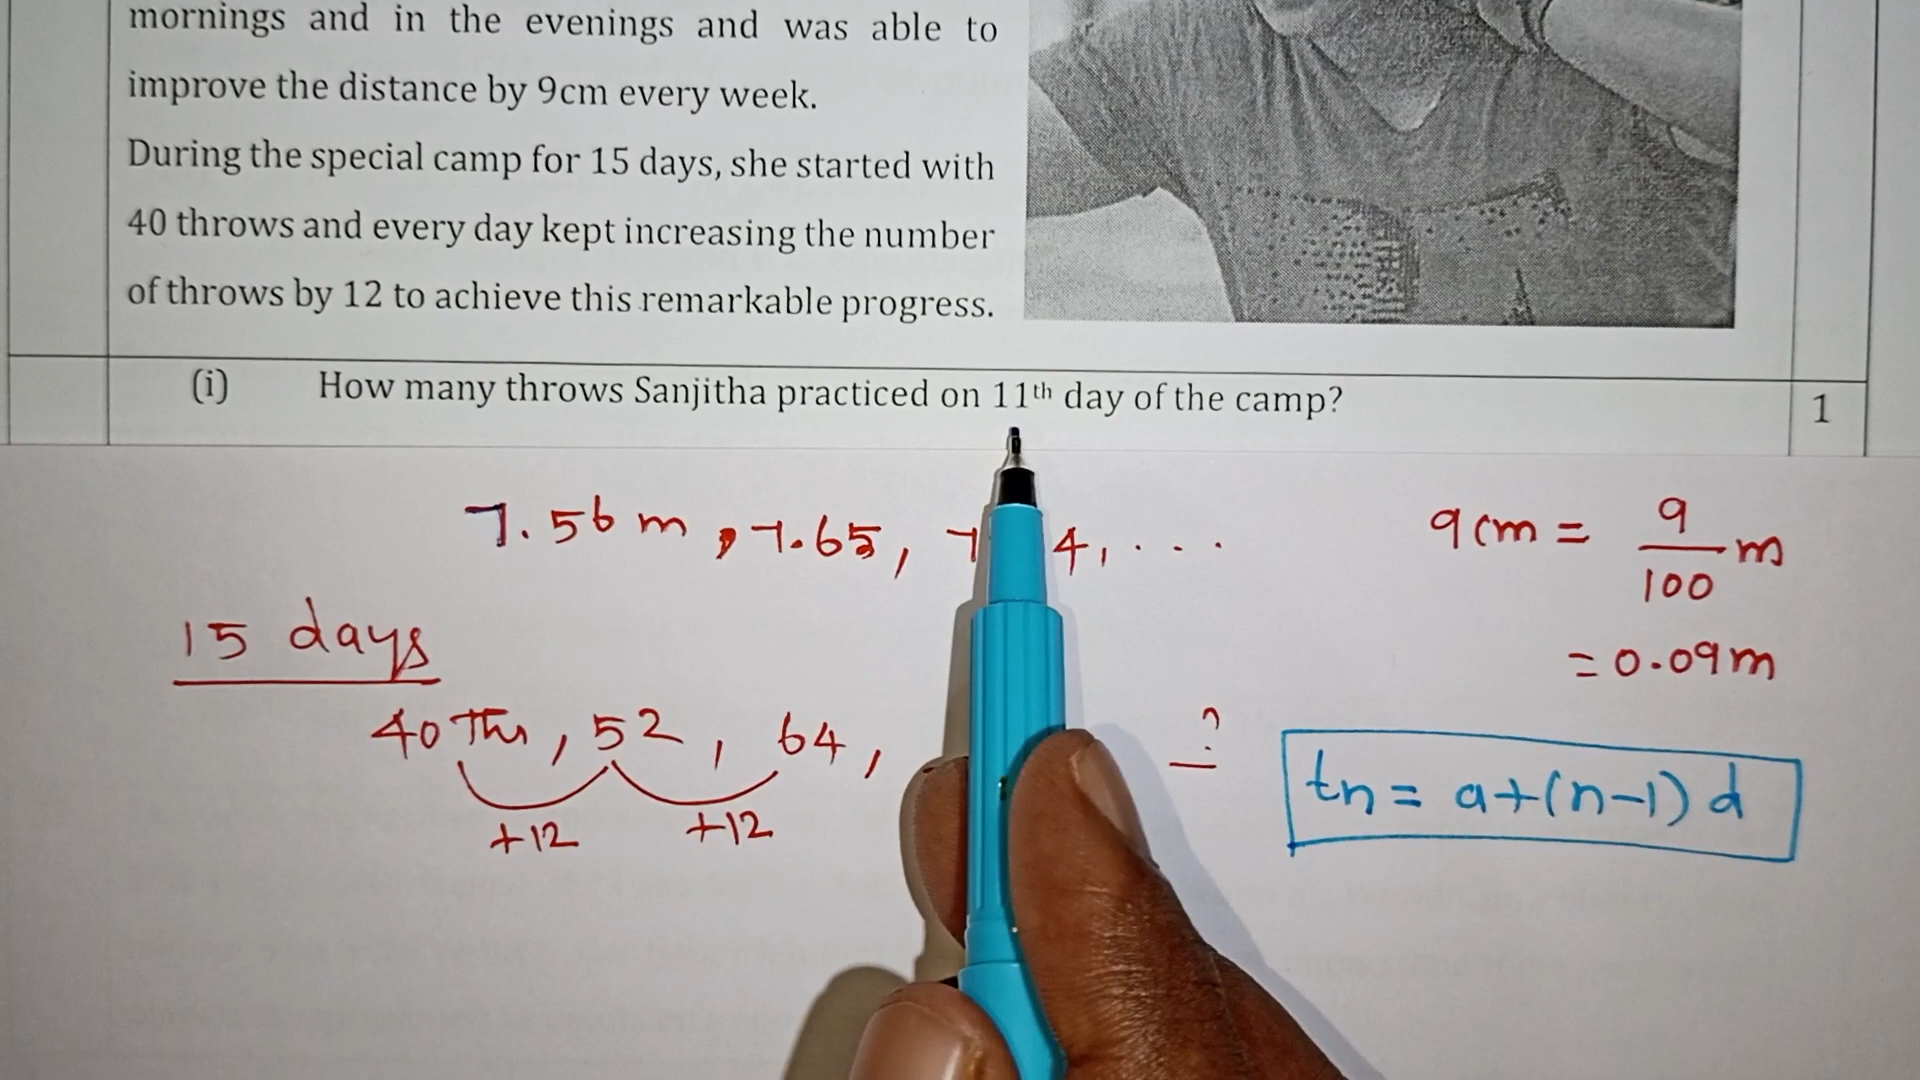 mornings and in the evenings and was able to
improve the distance by 9cm every week.
During the special camp for 15 days, she started with
40 throws and every day kept increasing the number
of throws by 12 to achieve this remarkable progress.
(i) How many throws Sanjitha practiced on 11th day of the camp? 1
7.56 m, 7.65, 4, . . .
9cm = 9/100 m
= 0.09m
15 days
40 Thr, 52, 64, ?
+12 +12
tn = a+(n-1) d